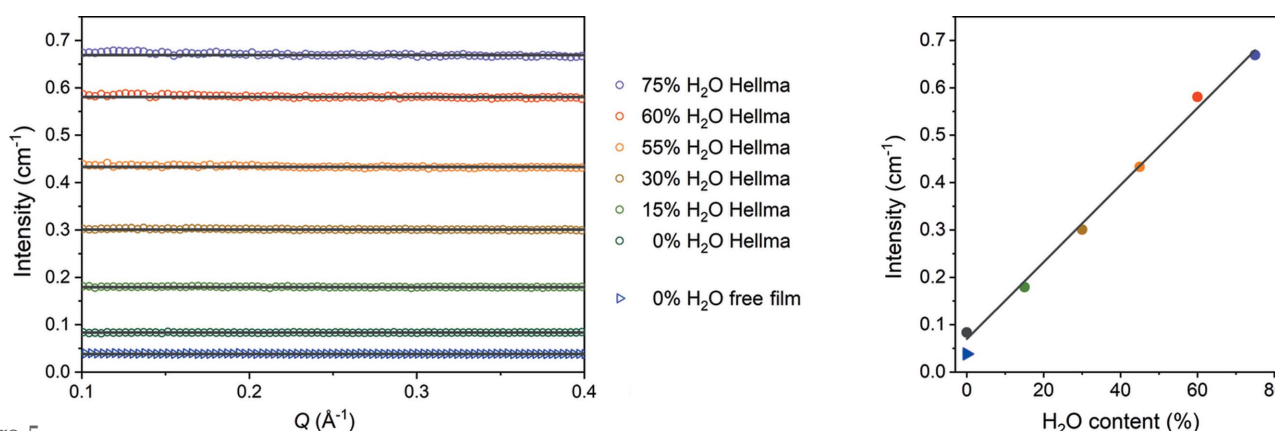 0.7
0.6
0.5
0.4
0.3
0.2
0.1
0.0
Intensity (cm⁻¹)
0.1 0.2 0.3 0.4
Q (Å⁻¹)
75% H₂O Hellma
60% H₂O Hellma
55% H₂O Hellma
30% H₂O Hellma
15% H₂O Hellma
0% H₂O Hellma
0% H₂O free film
0.7
0.6
0.5
0.4
0.3
0.2
0.1
0.0
Intensity (cm⁻¹)
0 20 40 60 8
H₂O content (%)